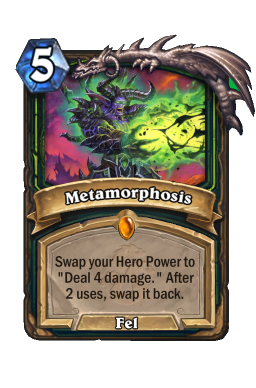 5
Metamorphosis
Swap your Hero Power to
"Deal 4 damage." After
2 uses, swap it back.
Fel